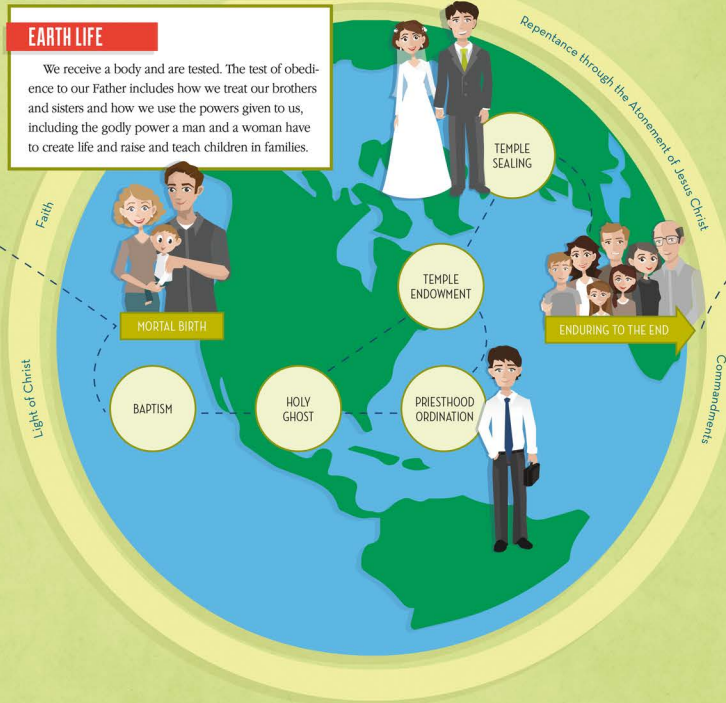 EARTH LIFE
We receive a body and are tested. The test of obedi-
ence to our Father includes how we treat our brothers
and sisters and how we use the powers given to us,
including the godly power a man and a woman have
to create life and raise and teach children in families.
Repentance through the Atonement of Jesus Christ
TEMPLE
SEALING
Faith
TEMPLE
ENDOWMENT
MORTAL BIRTH
ENDURING TO THE END
Light of Christ
BAPTISM
HOLY
GHOST
PRIESTHOOD
ORDINATION
Commandments